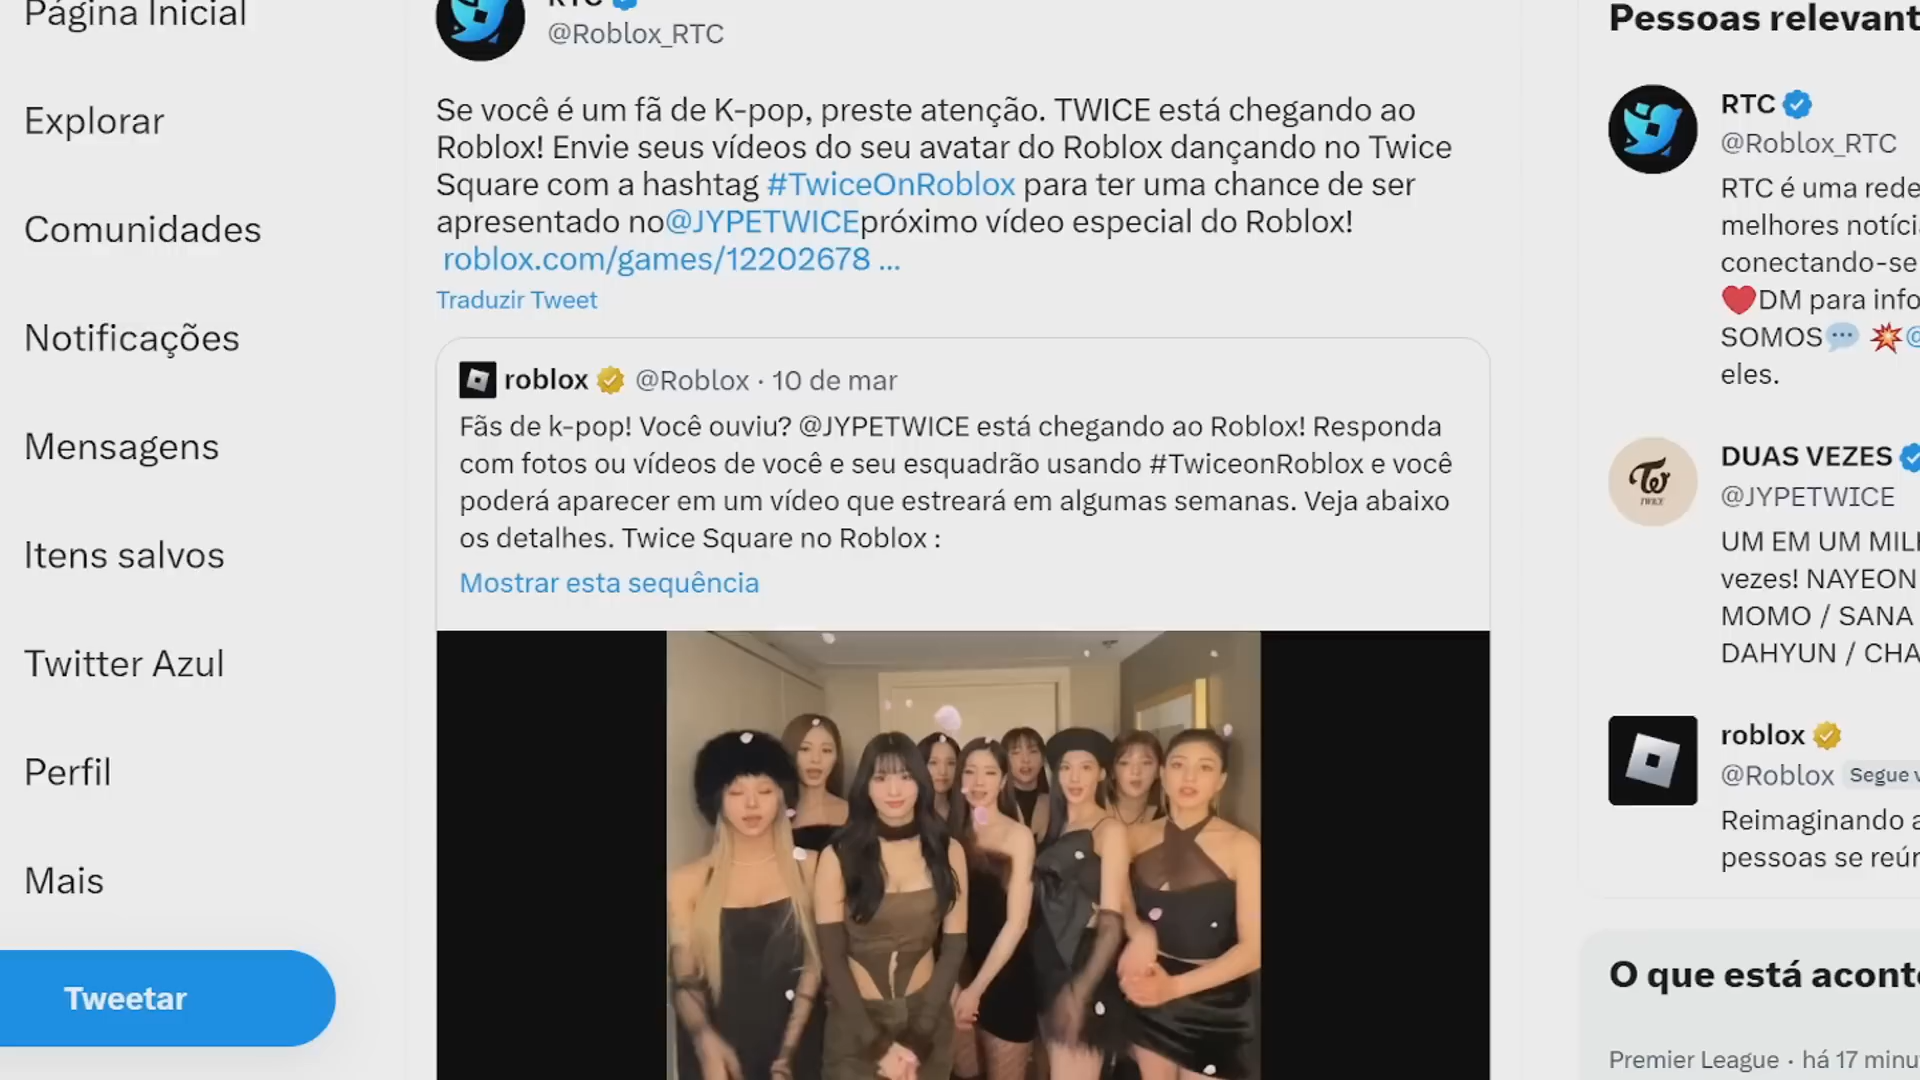 Página Inicial
Explorar
Comunidades
Notificações
Mensagens
Itens salvos
Twitter Azul
Perfil
Mais
Tweetar
RTC
@Roblox_RTC
Se você é um fã de K-pop, preste atenção. TWICE está chegando ao
Roblox! Envie seus vídeos do seu avatar do Roblox dançando no Twice
Square com a hashtag #TwiceOnRoblox para ter uma chance de ser
apresentado no@JYPETWICEpróximo vídeo especial do Roblox!
roblox.com/games/12202678 ...
Traduzir Tweet
roblox @Roblox · 10 de mar
Fãs de k-pop! Você ouviu? @JYPETWICE está chegando ao Roblox! Responda
com fotos ou vídeos de você e seu esquadrão usando #TwiceonRoblox e você
poderá aparecer em um vídeo que estreará em algumas semanas. Veja abaixo
os detalhes. Twice Square no Roblox :
Mostrar esta sequência
Pessoas relevant
RTC
@Roblox_RTC
RTC é uma rede
melhores notíci
conectando-se
❤️DM para info
SOMOS💬 💥@
eles.
TWICE
DUAS VEZES
@JYPETWICE
UM EM UM MIL
vezes! NAYEON
MOMO / SANA
DAHYUN / CHA
roblox
@Roblox Segue v
Reimaginando a
pessoas se reú
O que está aconte
Premier League · há 17 minu